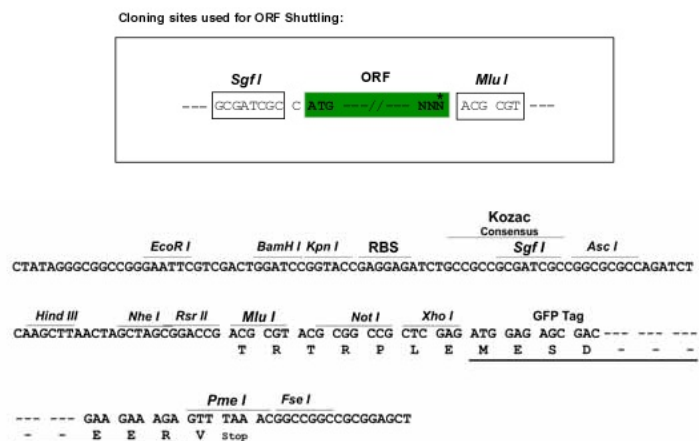 Cloning sites used for ORF Shuttling:
Sgf I ORF Mlu I
--- GCGATCGC C ATG ---//--- NNN* ACG CGT ---
Kozac
Consensus
EcoR I BamH I Kpn I RBS Sgf I Asc I
CTATAGGGCGGCCGGGAATTCGTCGACTGGATCCGGTACCGAGGAGATCTGCCGCCGCGATCGCCGGCGCGCCAGATCT
Hind III Nhe I Rsr II Mlu I Not I Xho I GFP Tag
CAAGCTTAACTAGCTAGCGGACCG ACG CGT ACG CGG CCG CTC GAG ATG GAG AGC GAC --- --- ---
T R T R P L E M E S D - - -
Pme I Fse I
--- --- GAA GAA AGA GTT TAA ACGGCCGGCCGCGGAGCT
- - E E R V Stop